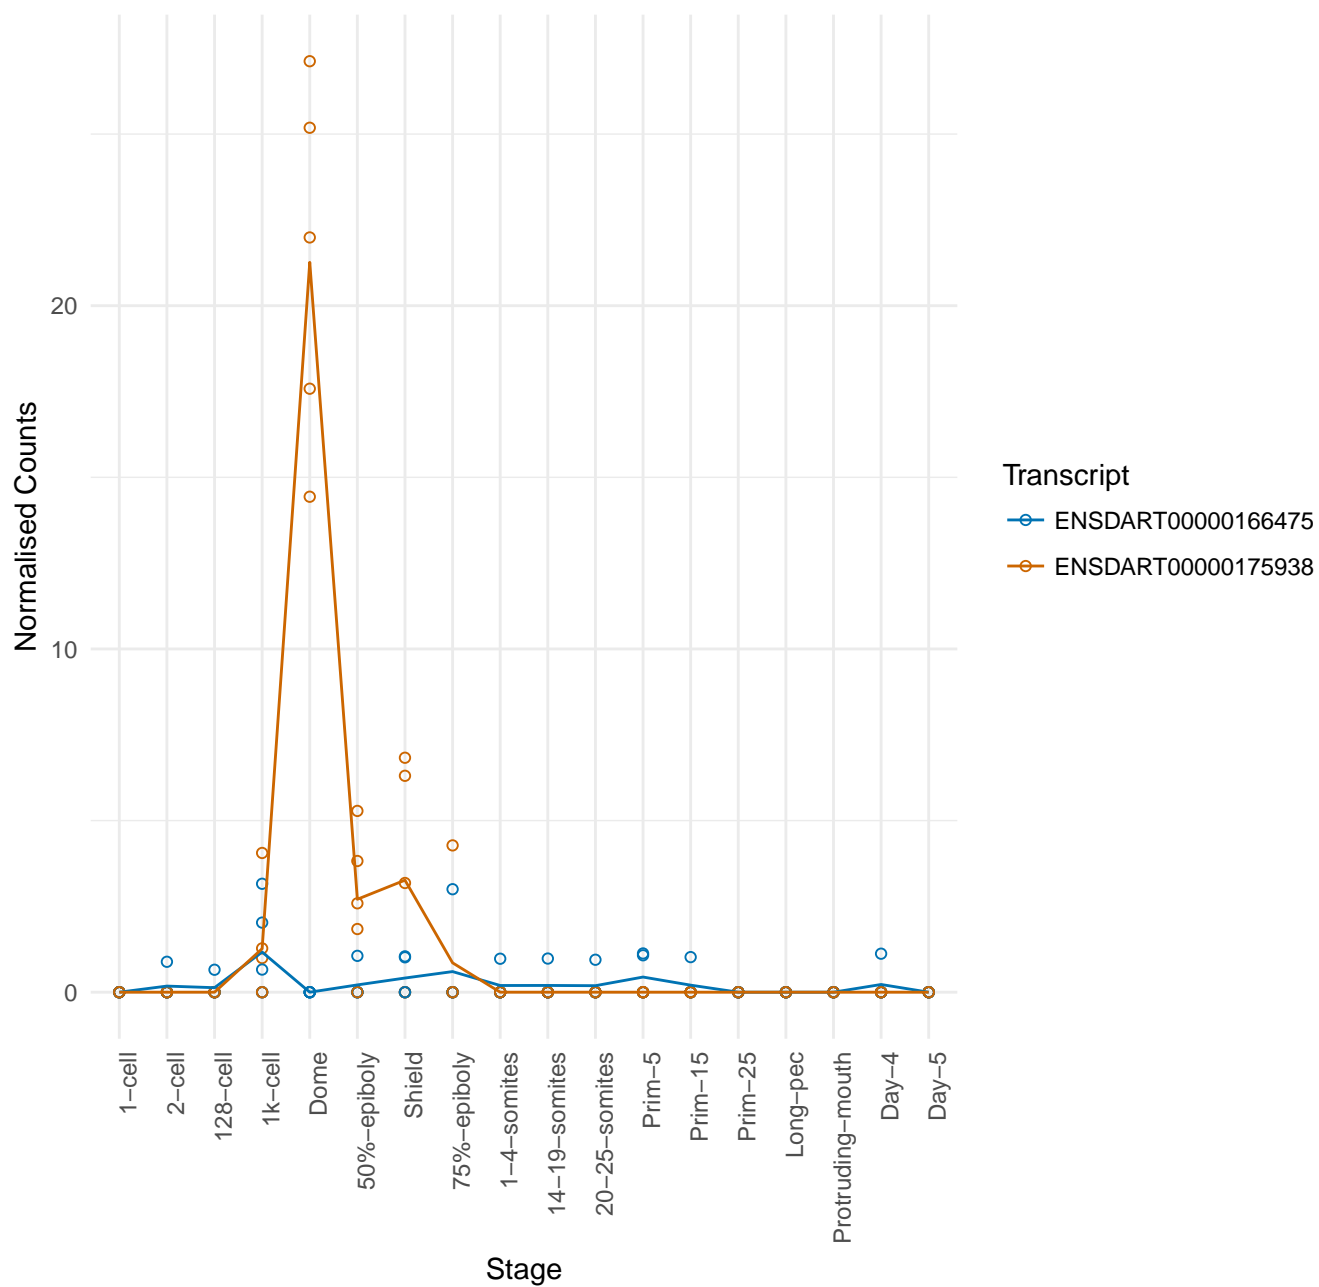 Normalised Counts
20
10
0
1−cell
2−cell
128−cell
1k−cell
Dome
50%−epiboly
Shield
75%−epiboly
1−4−somites
14−19−somites
20−25−somites
Prim−5
Prim−15
Prim−25
Long−pec
Protruding−mouth
Day−4
Day−5
Stage
Transcript
ENSDART00000166475
ENSDART00000175938